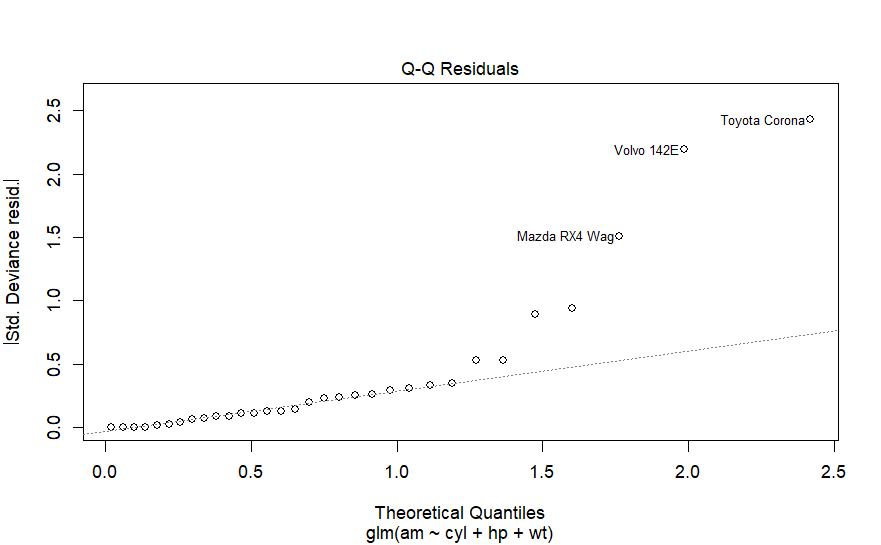 Q-Q Residuals
|Std. Deviance resid.|
2.5
2.0
1.5
1.0
0.5
0.0
Toyota Corona
Volvo 142E
Mazda RX4 Wag
0.0 0.5 1.0 1.5 2.0 2.5
Theoretical Quantiles
glm(am ~ cyl + hp + wt)